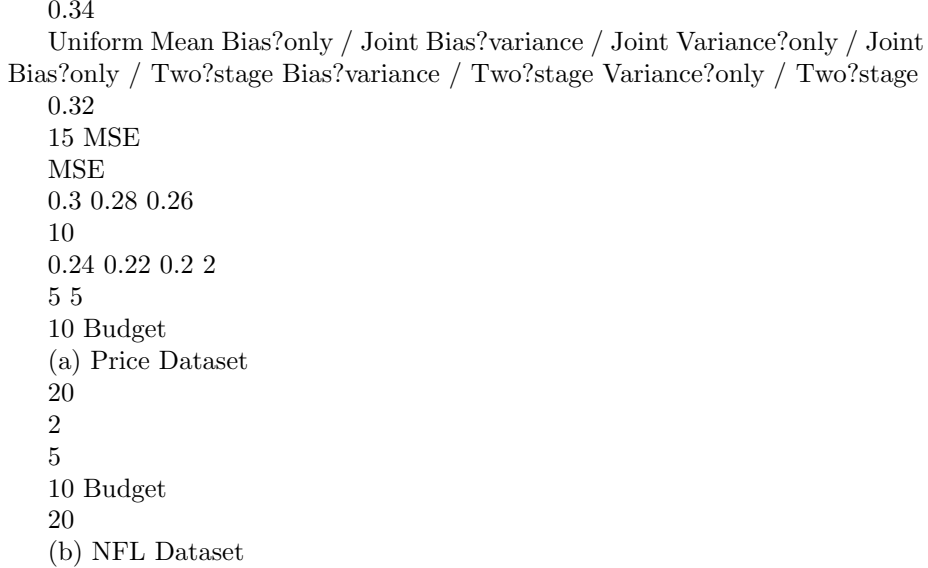 0.34
Uniform Mean Bias?only / Joint Bias?variance / Joint Variance?only / Joint
Bias?only / Two?stage Bias?variance / Two?stage Variance?only / Two?stage
0.32
15 MSE
MSE
0.3 0.28 0.26
10
0.24 0.22 0.2 2
5 5
10 Budget
(a) Price Dataset
20
2
5
10 Budget
20
(b) NFL Dataset